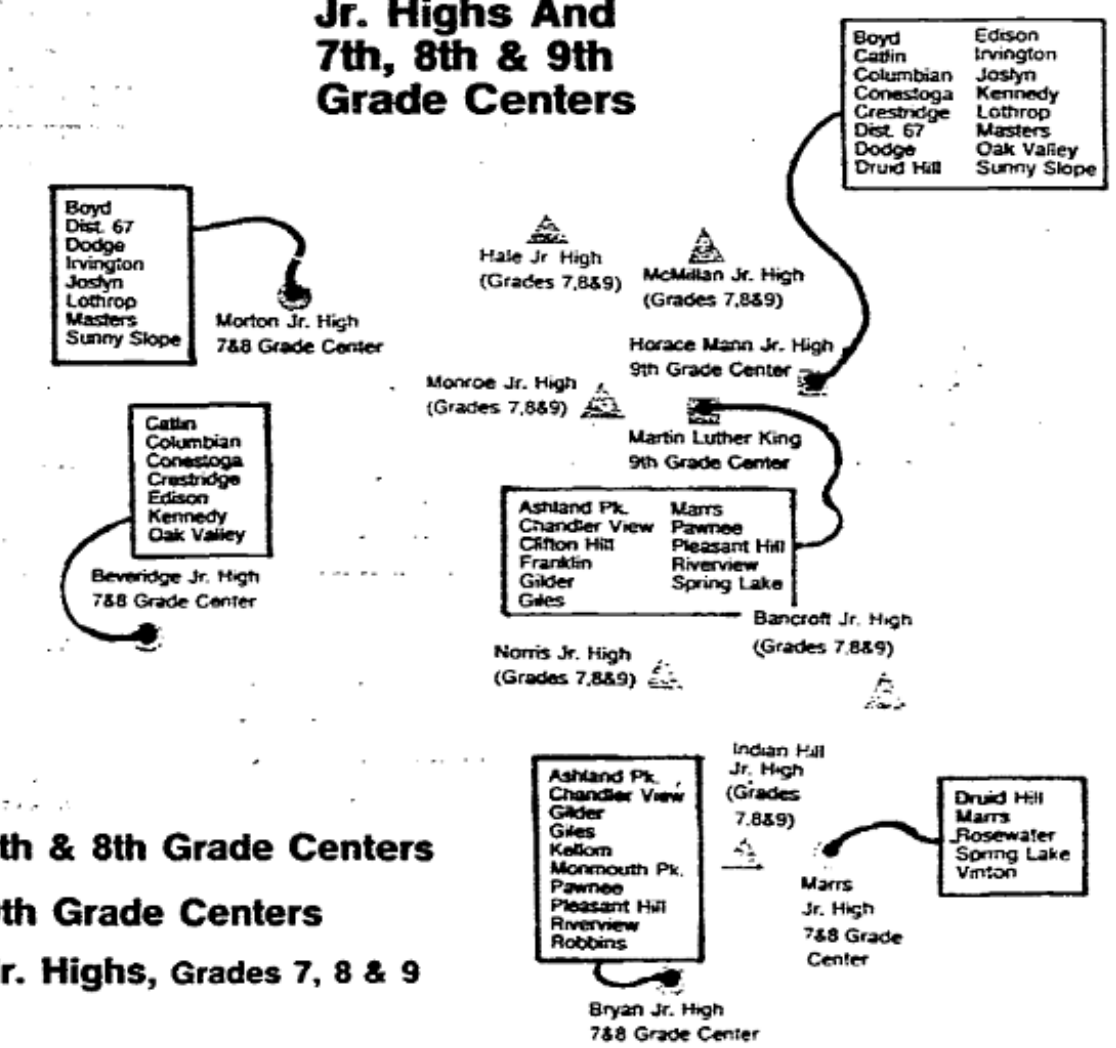 Jr. Highs And
7th, 8th & 9th
Grade Centers
Boyd
Catlin
Columbian
Conestoga
Crestridge
Dist. 67
Dodge
Druid Hill
Edison
Irvington
Joslyn
Kennedy
Lothrop
Masters
Oak Valley
Sunny Slope
Boyd
Dist. 67
Dodge
Irvington
Joslyn
Lothrop
Masters
Sunny Slope
Morton Jr. High
7&8 Grade Center
Hale Jr High
(Grades 7,8&9)
McMillan Jr. High
(Grades 7,8&9)
Horace Mann Jr. High
9th Grade Center
Monroe Jr. High
(Grades 7,8&9)
Martin Luther King
9th Grade Center
Catlin
Columbian
Conestoga
Crestridge
Edison
Kennedy
Oak Valley
Beveridge Jr. High
7&8 Grade Center
Ashland Pk.
Chandler View
Clifton Hill
Franklin
Gilder
Giles
Marrs
Pawnee
Pleasant Hill
Riverview
Spring Lake
Bancroft Jr. High
(Grades 7,8&9)
Norris Jr. High
(Grades 7,8&9)
Indian Hill
Jr. High
(Grades
7,8&9)
Ashland Pk.
Chandler View
Gilder
Giles
Kellom
Monmouth Pk.
Pawnee
Pleasant Hill
Riverview
Robbins
Druid Hill
Marrs
Rosewater
Spring Lake
Vinton
Marrs
Jr. High
7&8 Grade
Center
Bryan Jr. High
7&8 Grade Center
th & 8th Grade Centers
th Grade Centers
r. Highs, Grades 7, 8 & 9